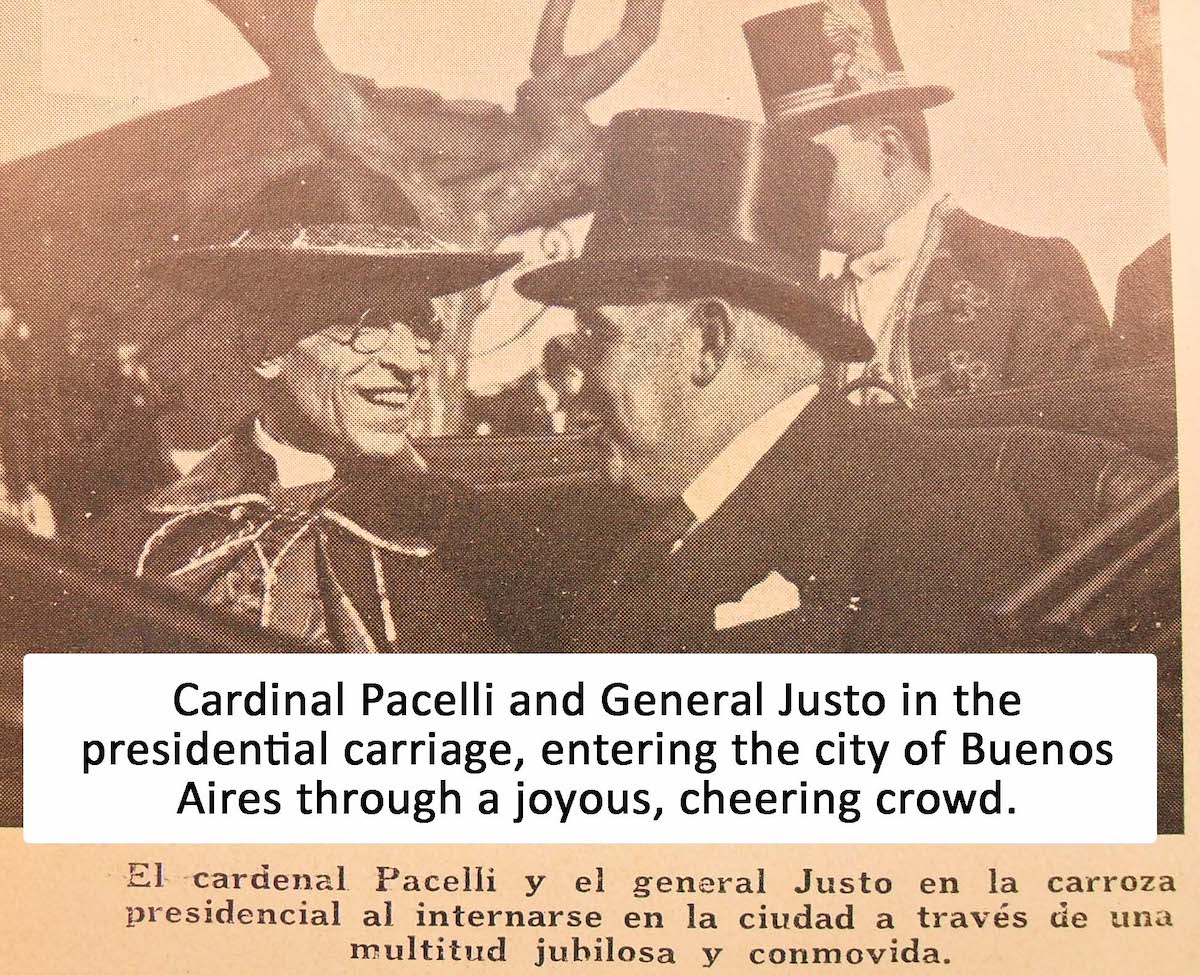 Cardinal Pacelli and General Justo in the
presidential carriage, entering the city of Buenos
Aires through a joyous, cheering crowd.
El cardenal Pacelli y el general Justo en la carroza
presidencial al internarse en la ciudad a través de una
multitud jubilosa y conmovida.